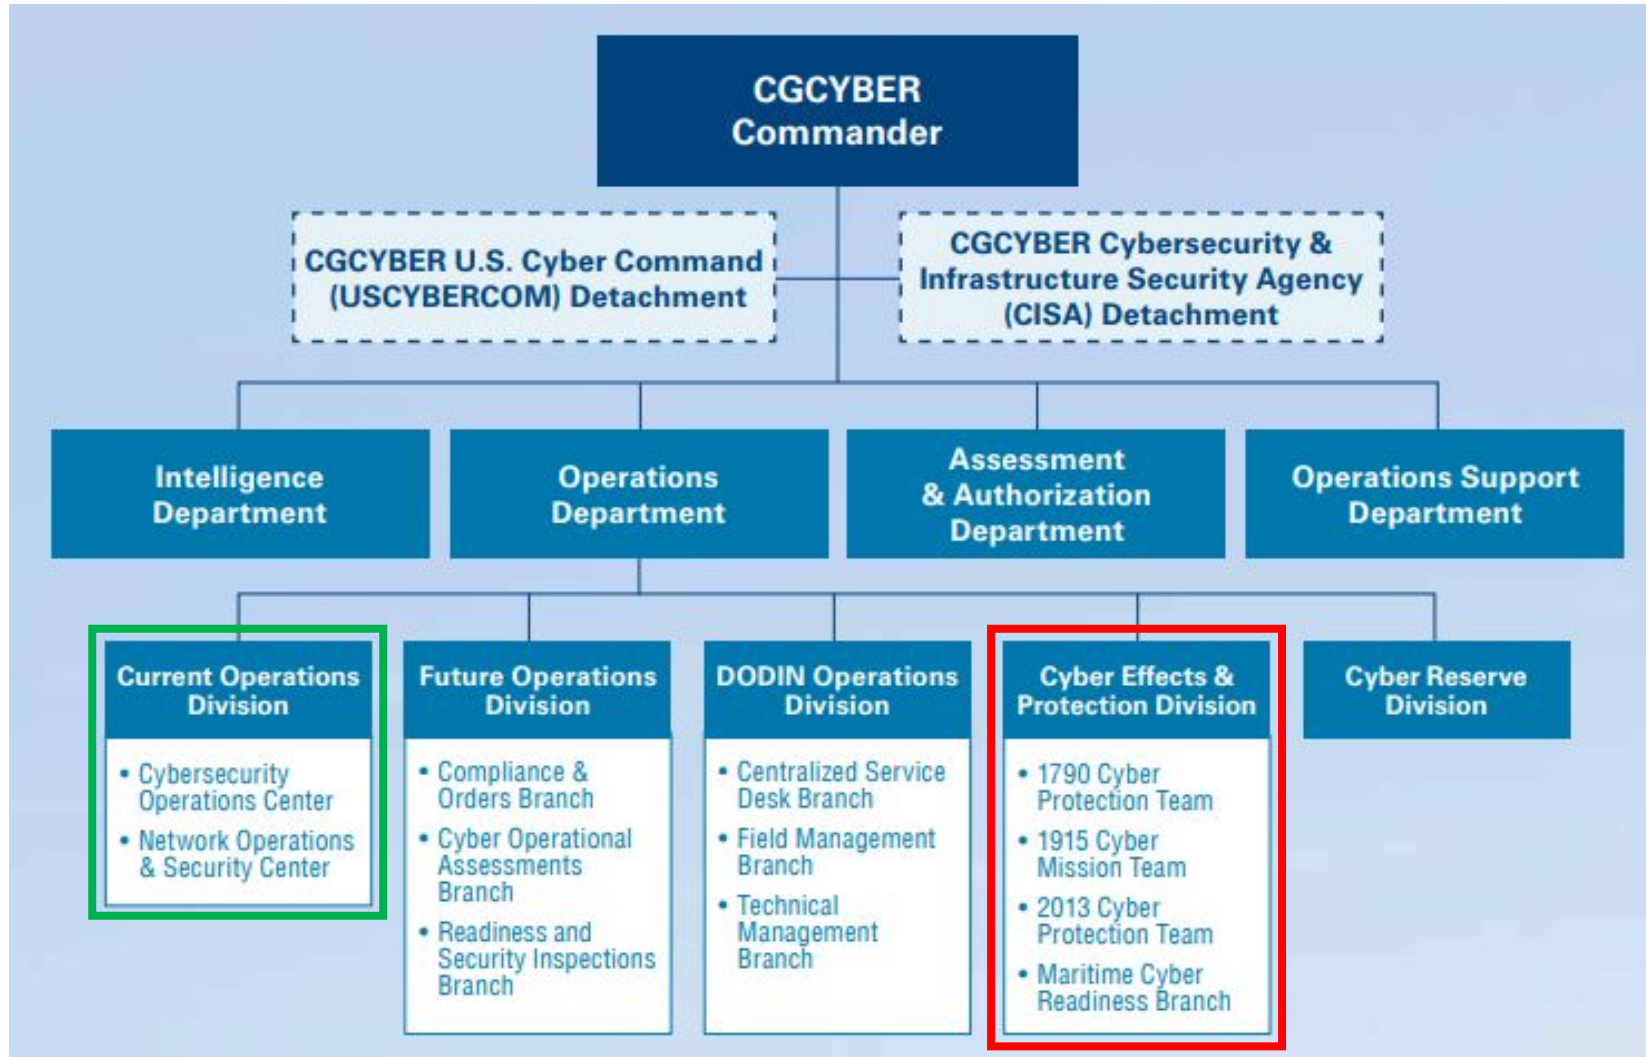 CGCYBER
Commander
CGCYBER U.S. Cyber Command
(USCYBERCOM) Detachment
CGCYBER Cybersecurity &
Infrastructure Security Agency
(CISA) Detachment
Intelligence
Department
Operations
Department
Assessment
& Authorization
Department
Operations Support
Department
Current Operations
Division
• Cybersecurity
Operations Center
• Network Operations
& Security Center
Future Operations
Division
• Compliance &
Orders Branch
• Cyber Operational
Assessments
Branch
• Readiness and
Security Inspections
Branch
DODIN Operations
Division
• Centralized Service
Desk Branch
• Field Management
Branch
• Technical
Management
Branch
Cyber Effects &
Protection Division
• 1790 Cyber
Protection Team
• 1915 Cyber
Mission Team
• 2013 Cyber
Protection Team
• Maritime Cyber
Readiness Branch
Cyber Reserve
Division